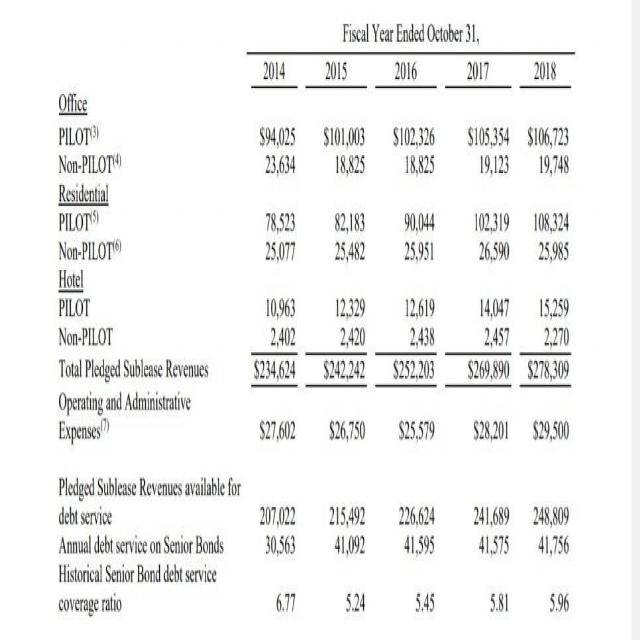 Fiscal Year Ended October 31,
2014 2015 2016 2017 2018
Office
PILOT(3) $94,025 $101,003 $102,326 $105,354 $106,723
Non-PILOT(4) 23,634 18,825 18,825 19,123 19,748
Residential
PILOT(5) 78,523 82,183 90,044 102,319 108,324
Non-PILOT(6) 25,077 25,482 25,951 26,590 25,985
Hotel
PILOT 10,963 12,329 12,619 14,047 15,259
Non-PILOT 2,402 2,420 2,438 2,457 2,270
Total Pledged Sublease Revenues $234,624 $242,242 $252,203 $269,890 $278,309
Operating and Administrative
Expenses(7) $27,602 $26,750 $25,579 $28,201 $29,500
Pledged Sublease Revenues available for
debt service 207,022 215,492 226,624 241,689 248,809
Annual debt service on Senior Bonds 30,563 41,092 41,595 41,575 41,756
Historical Senior Bond debt service
coverage ratio 6.77 5.24 5.45 5.81 5.96